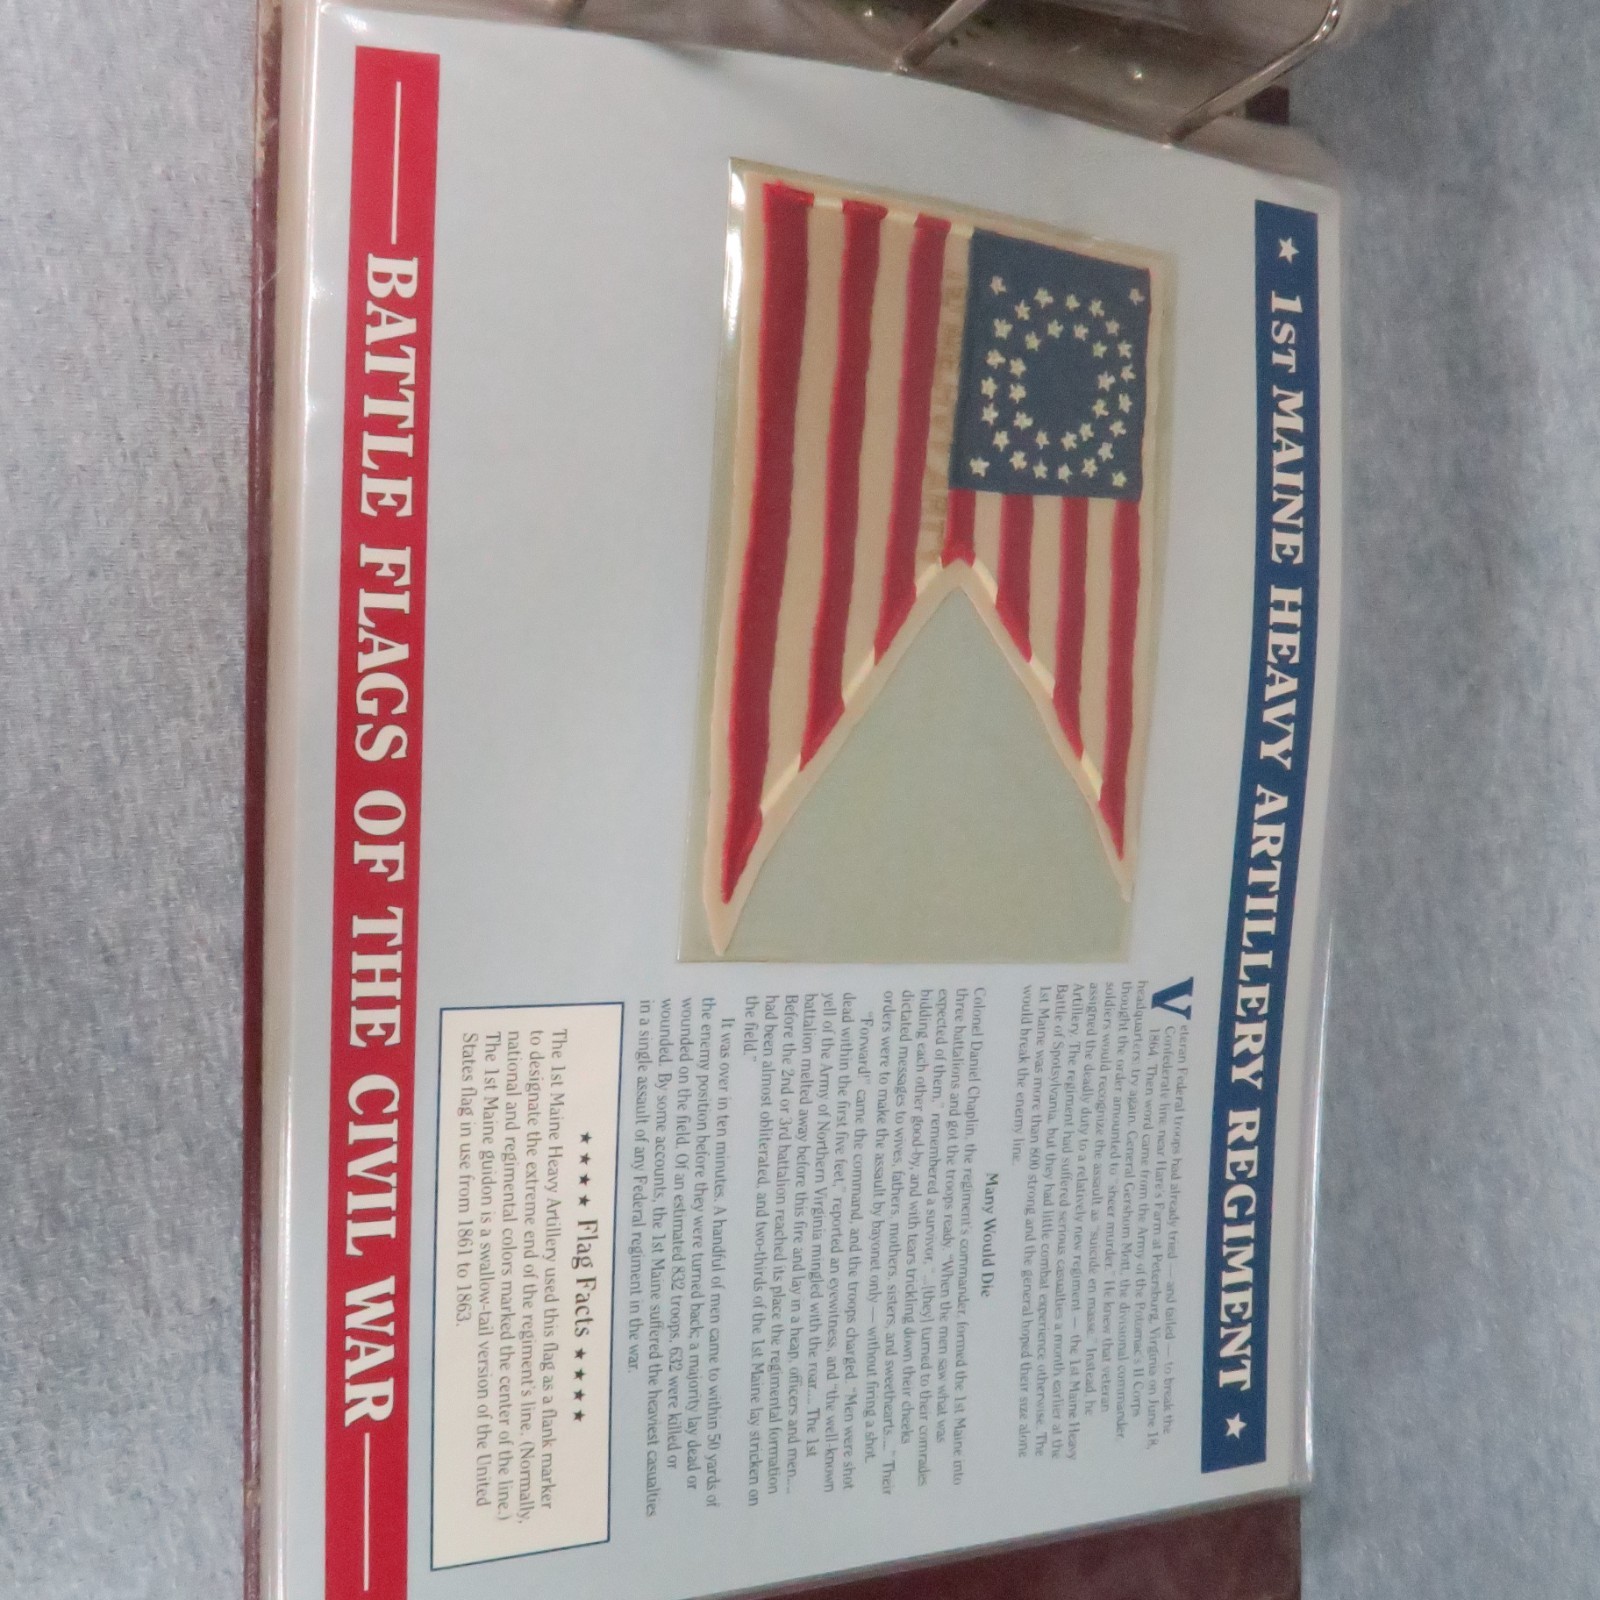 ★ 1ST MAINE HEAVY ARTILLERY REGIMENT ★
Veteran Federal troops had already tried — and failed — to break the
Confederate line near Hare's Farm at Petersburg, Virginia on June 18,
1864. Then word came from the Army of the Potomac's II Corps
headquarters: try again. General Gershom Mott, the divisional commander
thought the order amounted to "sheer murder." He knew that veteran
soldiers would recognize the assault as "suicide en masse." Instead, he
assigned the deadly duty to a relatively new regiment — the 1st Maine Heavy
Artillery. The regiment had suffered serious casualties a month earlier at the
Battle of Spotsylvania, but they had little combat experience otherwise. The
1st Maine was more than 800 strong and the general hoped their size alone
would break the enemy line.
Many Would Die
Colonel Daniel Chaplin, the regiment's commander, formed the 1st Maine into
three battalions and got the troops ready. "When the men saw what was
expected of them," remembered a survivor, "...[they] turned to their comrades
bidding each other good-by, and with tears trickling down their cheeks
dictated messages to wives, fathers, mothers, sisters, and sweethearts...." Their
orders were to make the assault by bayonet only — without firing a shot.
"Forward!" came the command, and the troops charged. "Men were shot
dead within the first five feet," reported an eyewitness, and "the well-known
yell of the Army of Northern Virginia mingled with the roar.... The 1st
battalion melted away before this fire and lay in a heap, officers and men....
Before the 2nd or 3rd battalion reached its place the regimental formation
had been almost obliterated, and two-thirds of the 1st Maine lay stricken on
the field."
It was over in ten minutes. A handful of men came to within 50 yards of
the enemy position before they were turned back; a majority lay dead or
wounded on the field. Of an estimated 832 troops, 632 were killed or
wounded. By some accounts, the 1st Maine suffered the heaviest casualties
in a single assault of any Federal regiment in the war.
★ ★ ★ ★ Flag Facts ★ ★ ★ ★
The 1st Maine Heavy Artillery used this flag as a flank marker
to designate the extreme end of the regiment's line. (Normally,
national and regimental colors marked the center of the line.)
The 1st Maine guidon is a swallow-tail version of the United
States flag in use from 1861 to 1863.
BATTLE FLAGS OF THE CIVIL WAR